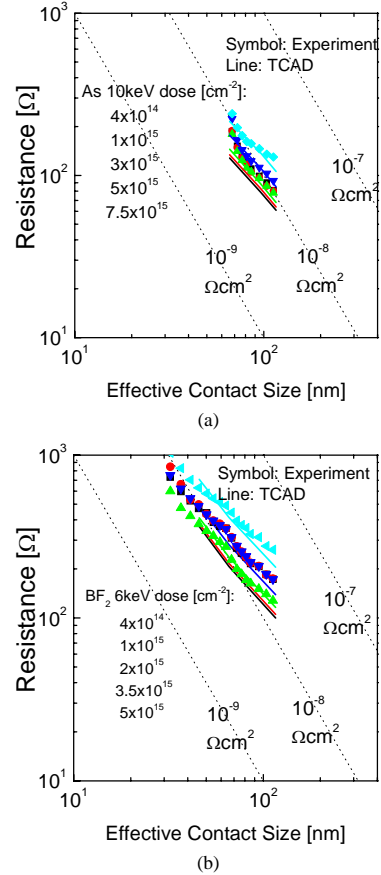 (a)
10³
10²
10¹
Resistance [Ω]
Symbol: Experiment
Line: TCAD
As 10keV dose [cm⁻²]:
4x10¹⁴
1x10¹⁵
3x10¹⁵
5x10¹⁵
7.5x10¹⁵
10⁻⁷
Ωcm²
10⁻⁸
Ωcm²
10⁻⁹
Ωcm²
10¹
10²
Effective Contact Size [nm]
(a)
10³
10²
10¹
Resistance [Ω]
Symbol: Experiment
Line: TCAD
BF₂ 6keV dose [cm⁻²]:
4x10¹⁴
1x10¹⁵
2x10¹⁵
3.5x10¹⁵
5x10¹⁵
10⁻⁷
Ωcm²
10⁻⁸
Ωcm²
10⁻⁹
Ωcm²
10¹
10²
Effective Contact Size [nm]
(b)